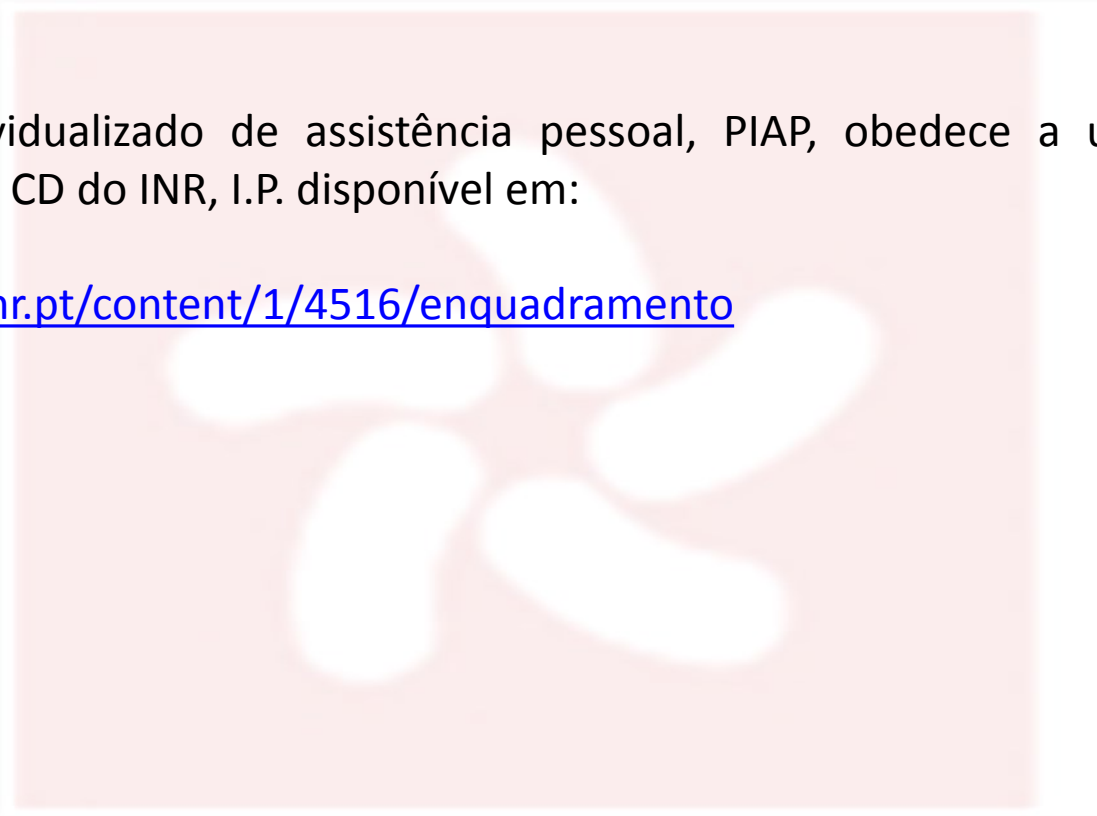 vidualizado de assistência pessoal, PIAP, obedece a u
CD do INR, I.P. disponível em:
nr.pt/content/1/4516/enquadramento